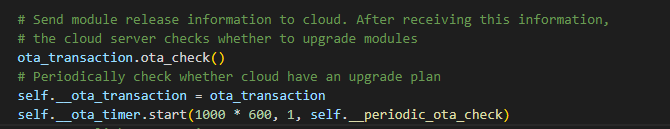 # Send module release information to cloud. After receiving this information,
# the cloud server checks whether to upgrade modules
ota_transaction.ota_check()
# Periodically check whether cloud have an upgrade plan
self.__ota_transaction = ota_transaction
self.__ota_timer.start(1000 * 600, 1, self.__periodic_ota_check)